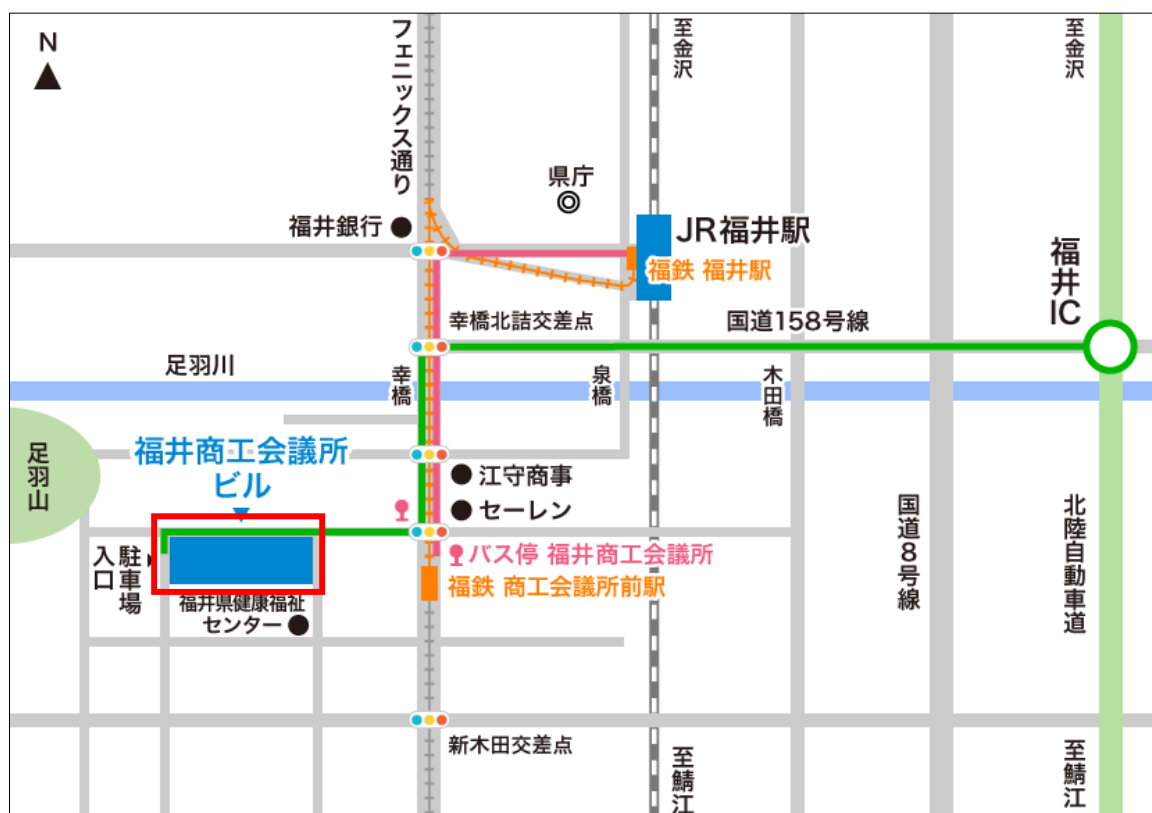 N
フェニックス通り
至金沢
至金沢
県庁
福井銀行
JR福井駅
福鉄 福井駅
福井IC
幸橋北詰交差点
国道158号線
足羽川
幸橋
泉橋
木田橋
足羽山
福井商工会議所
ビル
江守商事
セーレン
国道8号線
北陸自動車道
バス停 福井商工会議所
福鉄 商工会議所前駅
駐車場
入口
福井県健康福祉
センター
新木田交差点
至鯖江
至鯖江